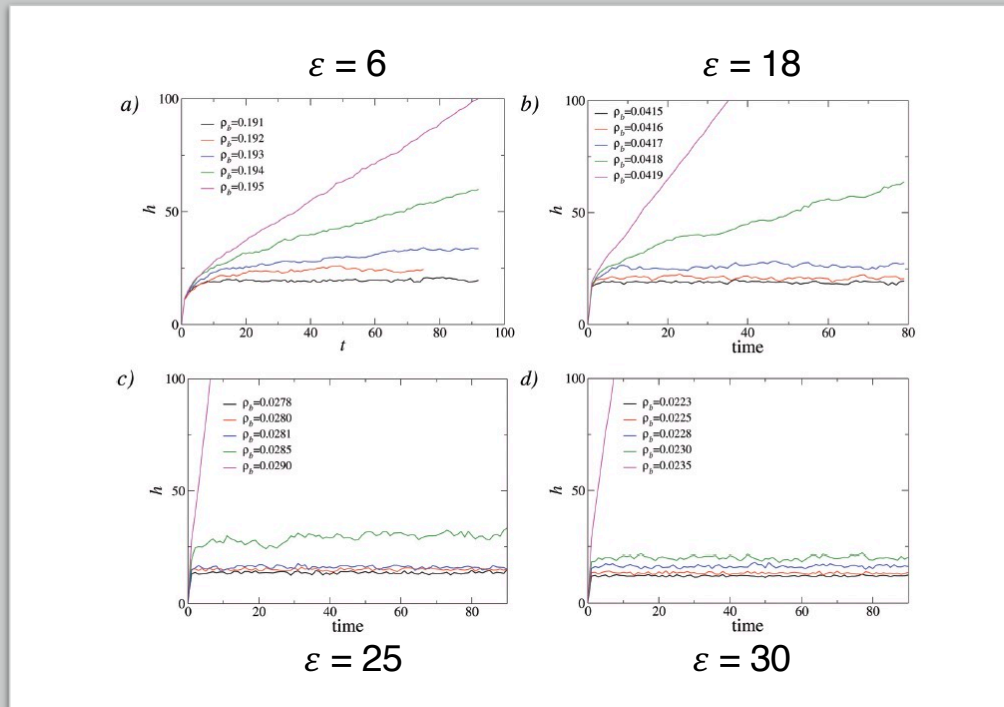 ε = 6
ε = 18
a)
100
50
0
h
ρb=0.191
ρb=0.192
ρb=0.193
ρb=0.194
ρb=0.195
0 20 40 60 80 100
t
b)
100
50
0
h
ρb=0.0415
ρb=0.0416
ρb=0.0417
ρb=0.0418
ρb=0.0419
0 20 40 60 80
time
c)
100
50
0
h
ρb=0.0278
ρb=0.0280
ρb=0.0281
ρb=0.0285
ρb=0.0290
0 20 40 60 80
time
d)
100
50
0
h
ρb=0.0223
ρb=0.0225
ρb=0.0228
ρb=0.0230
ρb=0.0235
0 20 40 60 80
time
ε = 25
ε = 30